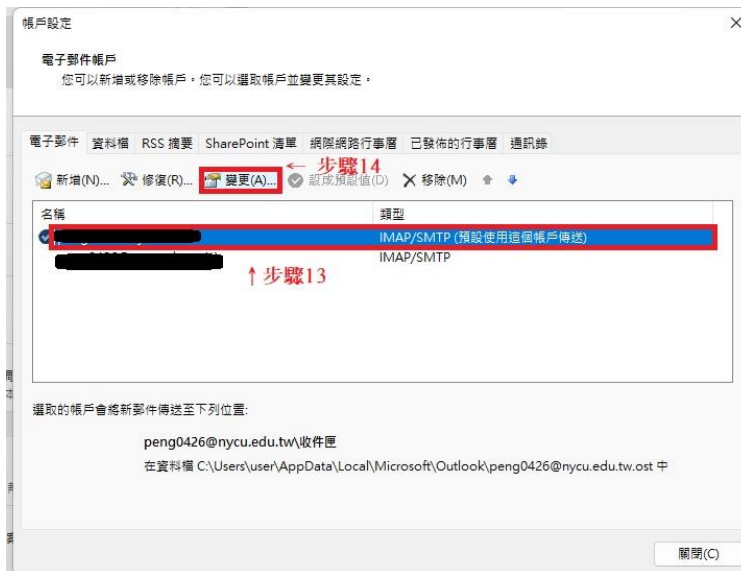 帳戶設定
電子郵件帳戶
您可以新增或移除帳戶。您可以選取帳戶並變更其設定。
電子郵件 資料檔 RSS 摘要 SharePoint 清單 網際網路行事曆 已發佈的行事曆 通訊錄
← 步驟14
新增(N)... 修復(R)... 變更(A)... 設成預設值(D) 移除(M)
名稱 類型
IMAP/SMTP (預設使用這個帳戶傳送)
IMAP/SMTP
↑步驟13
選取的帳戶會將新郵件傳送至下列位置:
peng0426@nycu.edu.tw\收件匣
在資料檔 C:\Users\user\AppData\Local\Microsoft\Outlook\peng0426@nycu.edu.tw.ost 中
關閉(C)